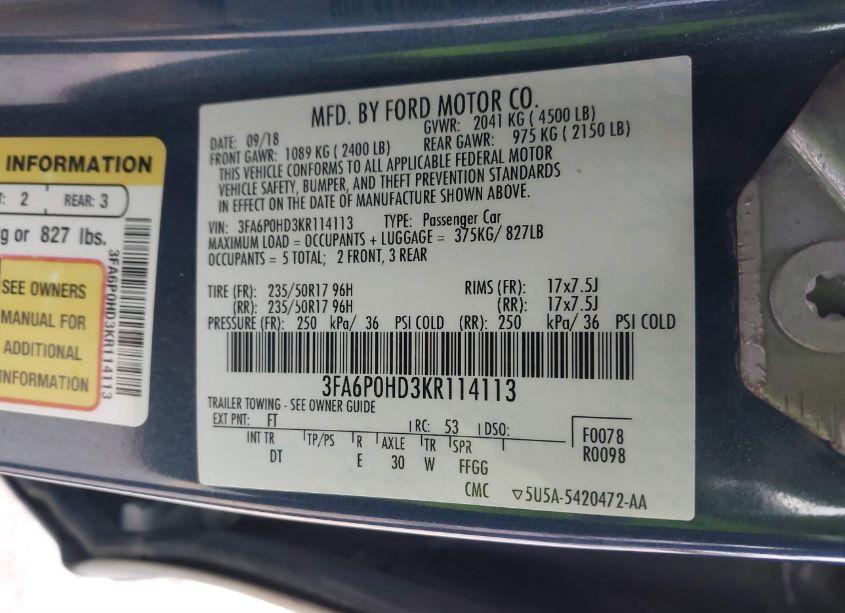 INFORMATION
2 REAR: 3
or 827 lbs.
SEE OWNERS
MANUAL FOR
ADDITIONAL
INFORMATION
3FA6P0HD3KR114113
MFD. BY FORD MOTOR CO.
DATE: 09/18 GVWR: 2041 KG ( 4500 LB)
FRONT GAWR: 1089 KG ( 2400 LB) REAR GAWR: 975 KG ( 2150 LB)
THIS VEHICLE CONFORMS TO ALL APPLICABLE FEDERAL MOTOR
VEHICLE SAFETY, BUMPER, AND THEFT PREVENTION STANDARDS
IN EFFECT ON THE DATE OF MANUFACTURE SHOWN ABOVE.
VIN: 3FA6P0HD3KR114113 TYPE: Passenger Car
MAXIMUM LOAD = OCCUPANTS + LUGGAGE = 375KG/ 827LB
OCCUPANTS = 5 TOTAL; 2 FRONT, 3 REAR
TIRE (FR): 235/50R17 96H RIMS (FR): 17x7.5J
(RR): 235/50R17 96H (RR): 17x7.5J
PRESSURE (FR): 250 kPa/ 36 PSI COLD (RR): 250 kPa/ 36 PSI COLD
3FA6P0HD3KR114113
TRAILER TOWING - SEE OWNER GUIDE
EXT PNT: FT RC: 53 DSO: F0078
INT TR TP/PS R AXLE TR SPR R0098
DT E 30 W FFGG
CMC ▽5U5A-5420472-AA